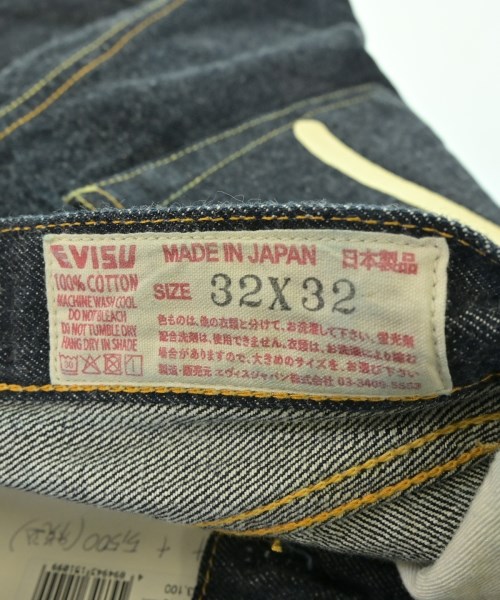 EVISU
100% COTTON
MACHINE WASH COOL
DO NOT BLEACH
DO NOT TUMBLE DRY
HANG DRY IN SHADE
MADE IN JAPAN 日本製品
SIZE 32X32
色ものは、他の衣類と分けて、お洗濯して下さい。蛍光剤
配合洗剤は、使用できません。衣類は、お洗濯により縮む
場合がありますので、大きめのサイズを、お選び下さい
製造・販売元 エヴィスジャパン株式会社 03-3408-
5,500
3,100